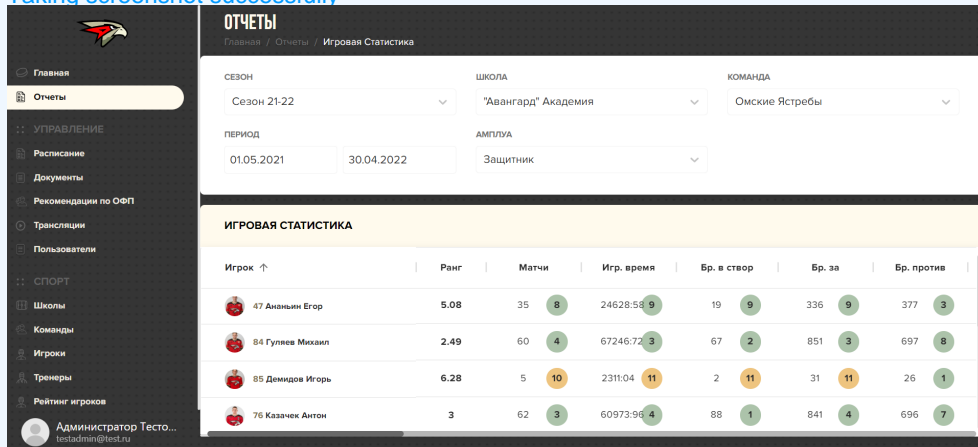 Taking screenshot successfully
ОТЧЕТЫ
Главная / Отчеты / Игровая Статистика
Главная
Отчеты
:: УПРАВЛЕНИЕ
Расписание
Документы
Рекомендации по ОФП
Трансляции
Пользователи
:: СПОРТ
Школы
Команды
Игроки
Тренеры
Рейтинг игроков
Администратор Тесто...
testadmin@test.ru
СЕЗОН ШКОЛА КОМАНДА
Сезон 21-22 "Авангард" Академия Омские Ястребы
ПЕРИОД АМПЛУА
01.05.2021 30.04.2022 Защитник
ИГРОВАЯ СТАТИСТИКА
Игрок ↑ Ранг Матчи Игр. время Бр. в створ Бр. за Бр. против
47 Ананьин Егор 5.08 35 8 24628:58 9 19 9 336 9 377 3
84 Гуляев Михаил 2.49 60 4 67246:72 3 67 2 851 3 697 8
85 Демидов Игорь 6.28 5 10 2311:04 11 2 11 31 11 26 1
76 Казачек Антон 3 62 3 60973:96 4 88 1 841 4 696 7